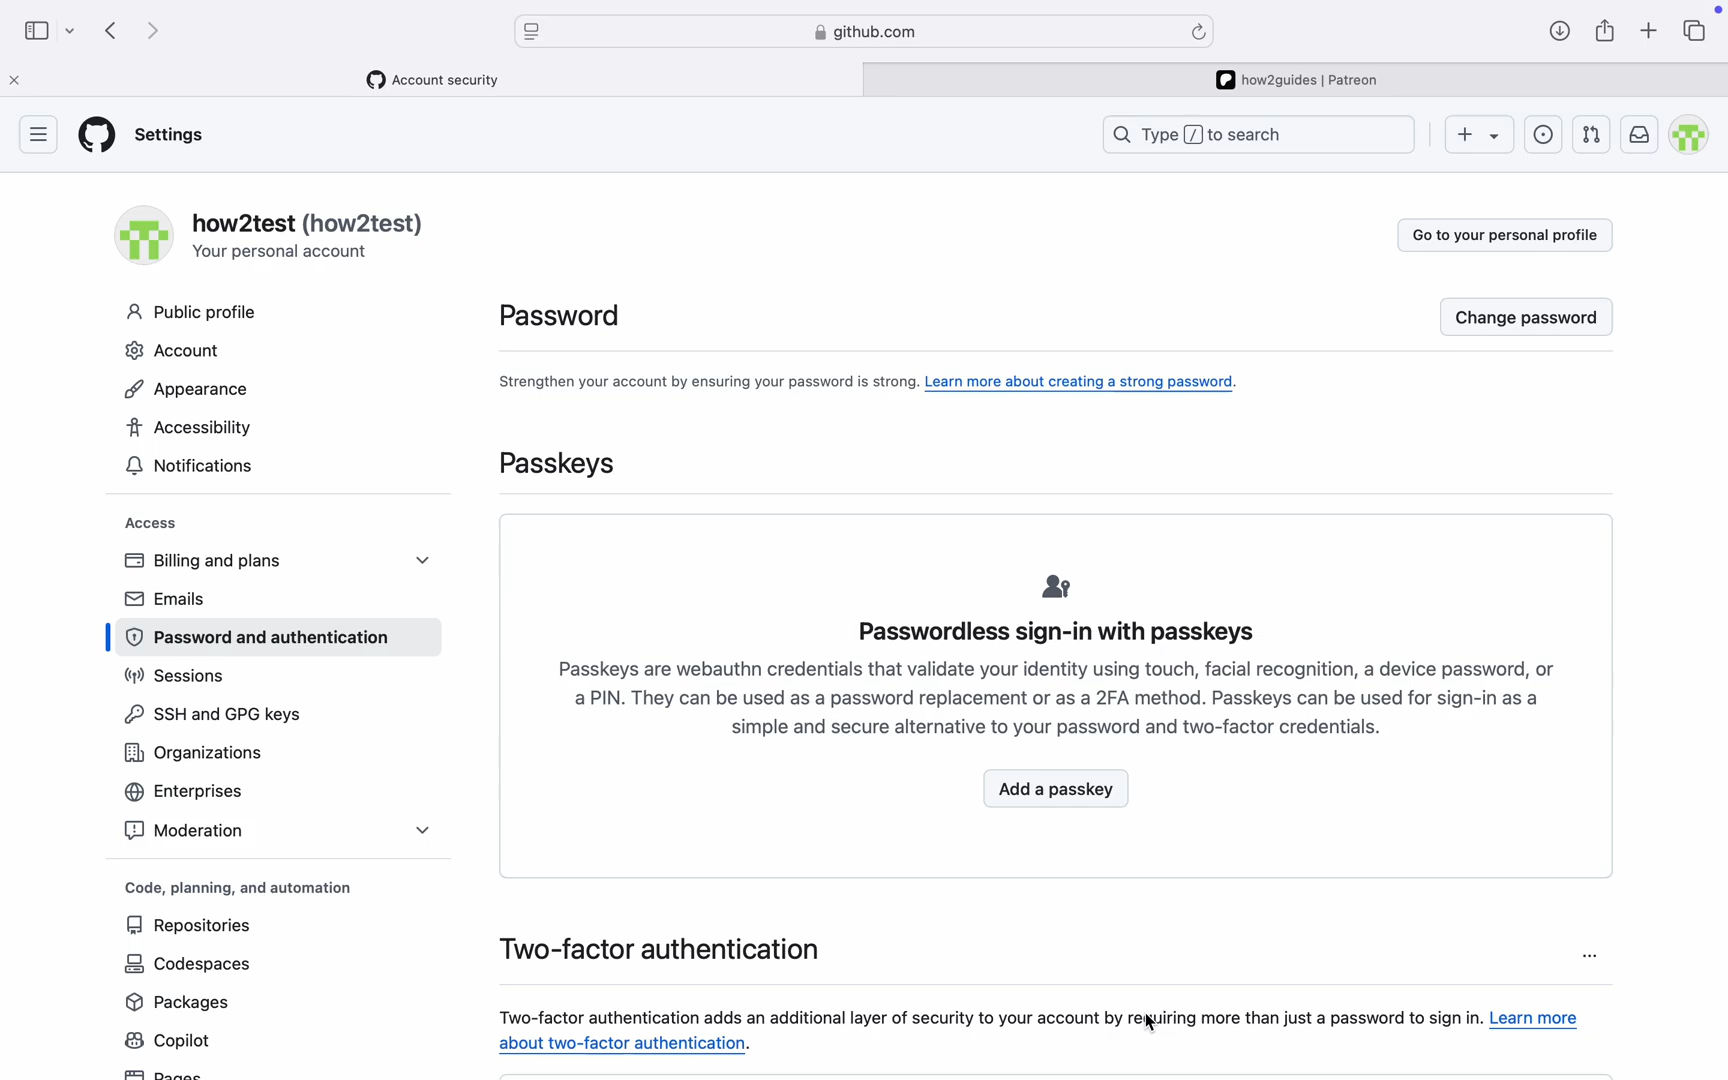 github.com
Account security
how2guides | Patreon
Settings
Type / to search
how2test (how2test)
Your personal account
Go to your personal profile
Public profile
Account
Appearance
Accessibility
Notifications
Access
Billing and plans
Emails
Password and authentication
Sessions
SSH and GPG keys
Organizations
Enterprises
Moderation
Code, planning, and automation
Repositories
Codespaces
Packages
Copilot
Pages
Password
Change password
Strengthen your account by ensuring your password is strong. Learn more about creating a strong password.
Passkeys
Passwordless sign-in with passkeys
Passkeys are webauthn credentials that validate your identity using touch, facial recognition, a device password, or
a PIN. They can be used as a password replacement or as a 2FA method. Passkeys can be used for sign-in as a
simple and secure alternative to your password and two-factor credentials.
Add a passkey
Two-factor authentication
...
Two-factor authentication adds an additional layer of security to your account by requiring more than just a password to sign in. Learn more
about two-factor authentication.